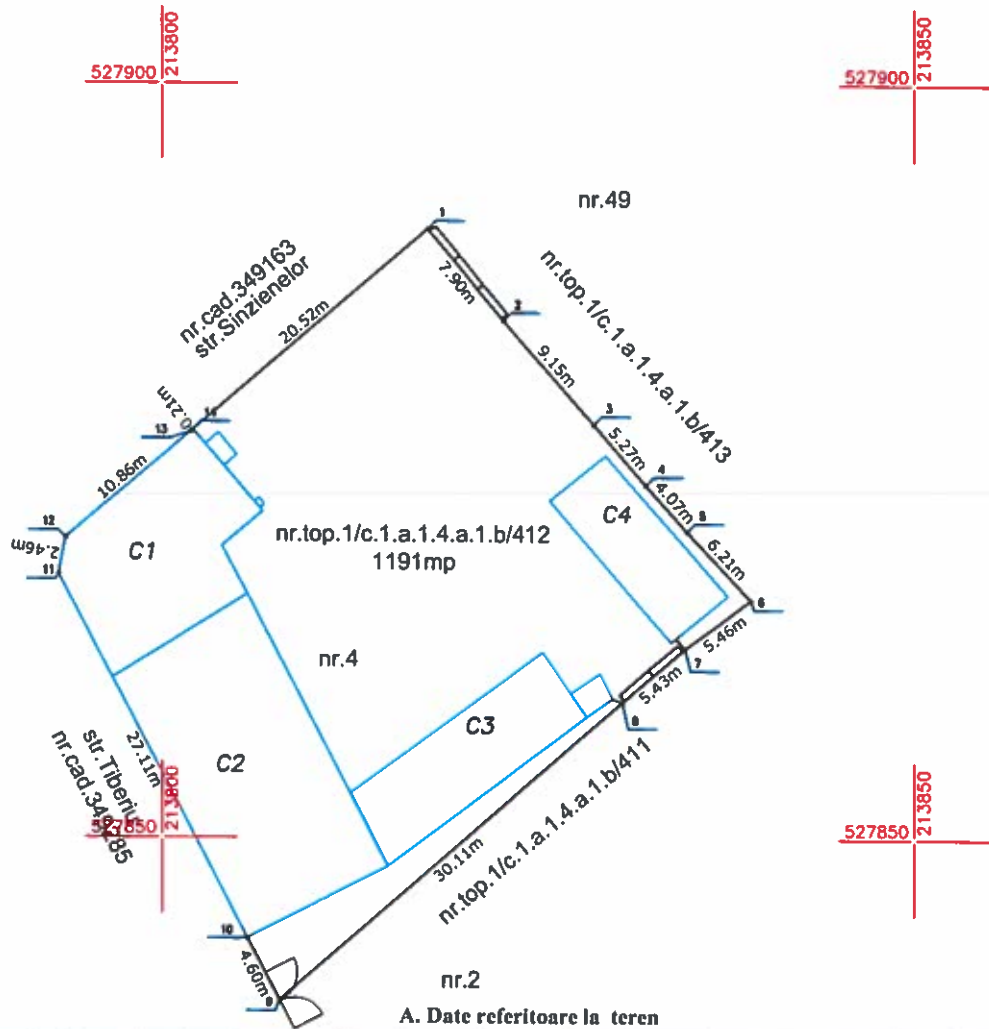 527900
213800
527900
213850
nr.49
1
nr.cad.349163
str.Sinzienelor
20.52m
7.90m
2
nr.top.1/c.1.a.1.4.a.1.b/413
9.15m
0.21m
14
13
3
5.27m
10.86m
4
4.07m
C4
12
2.46m
11
C1
nr.top.1/c.1.a.1.4.a.1.b/412
1191mp
5
6.21m
6
5.46m
nr.4
7
5.43m
8
C3
C2
27.11m
str.Tiberiu
nr.cad.349285
213800
527850
nr.top.1/c.1.a.1.4.a.1.b/411
30.11m
527850
213850
10
4.60m
9
nr.2
A. Date referitoare la teren